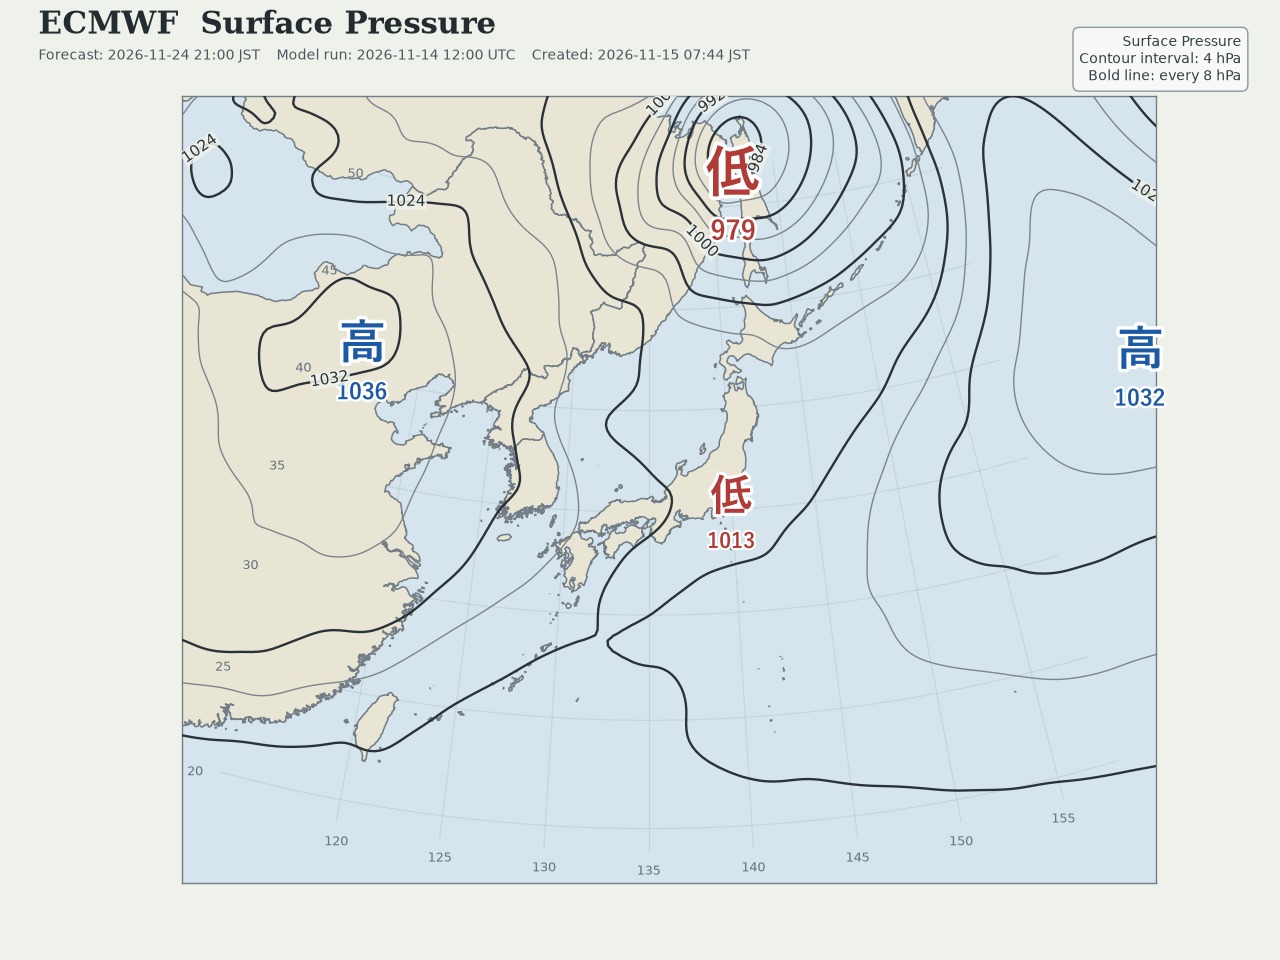 ECMWF  Surface Pressure
Forecast: 2026-11-24 21:00 JST    Model run: 2026-11-14 12:00 UTC    Created: 2026-11-15 07:44 JST
Surface Pressure
Contour interval: 4 hPa
Bold line: every 8 hPa
992
1024
984
低
979
50
1024
1000
45
高
1036
40
1032
高
1032
35
低
1013
30
25
20
120
125
130
135
140
145
150
155